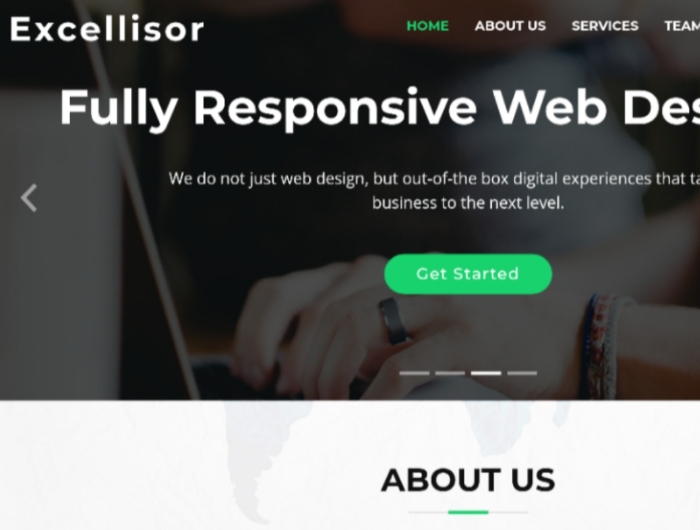 Excellisor
HOME ABOUT US SERVICES TEAM
Fully Responsive Web Des
We do not just web design, but out-of-the box digital experiences that ta
business to the next level.
Get Started
ABOUT US